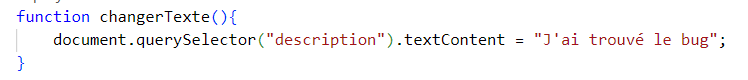 function changerTexte(){
    document.querySelector("description").textContent = "J'ai trouvé le bug";
}